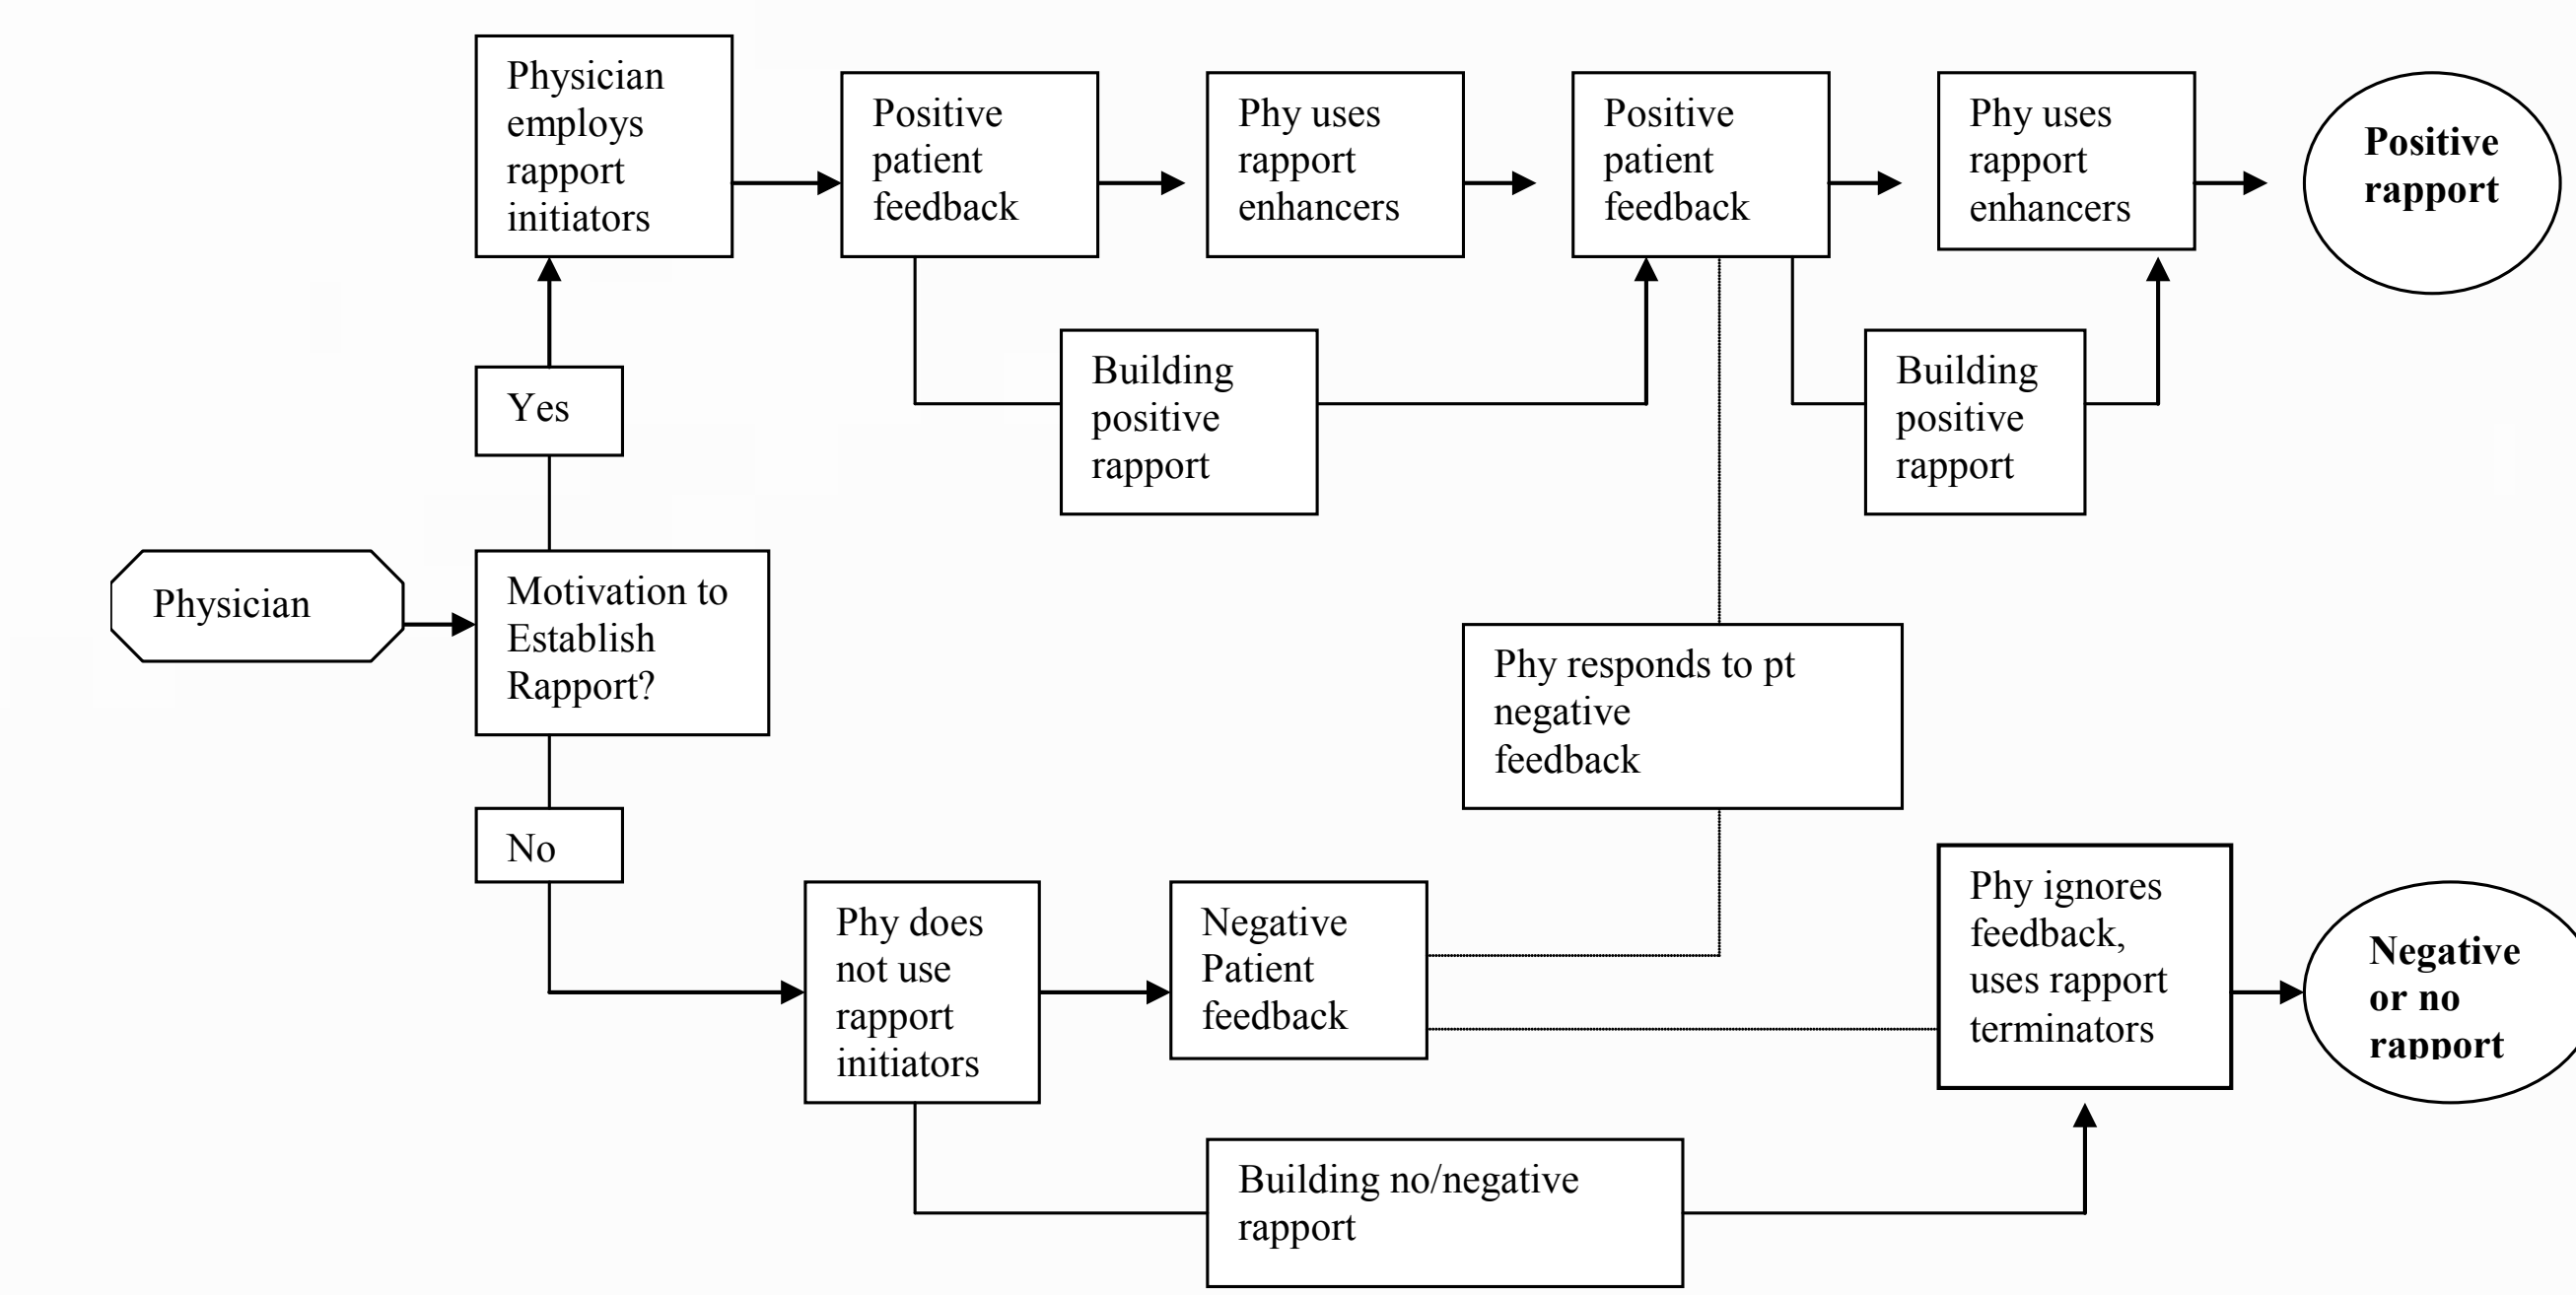 Physician
employs
rapport
initiators
Positive
patient
feedback
Phy uses
rapport
enhancers
Positive
patient
feedback
Phy uses
rapport
enhancers
Positive
rapport
Building
positive
rapport
Building
positive
rapport
Yes
Physician
Motivation to
Establish
Rapport?
Phy responds to pt
negative
feedback
No
Phy does
not use
rapport
initiators
Negative
Patient
feedback
Phy ignores
feedback,
uses rapport
terminators
Negative
or no
rapport
Building no/negative
rapport